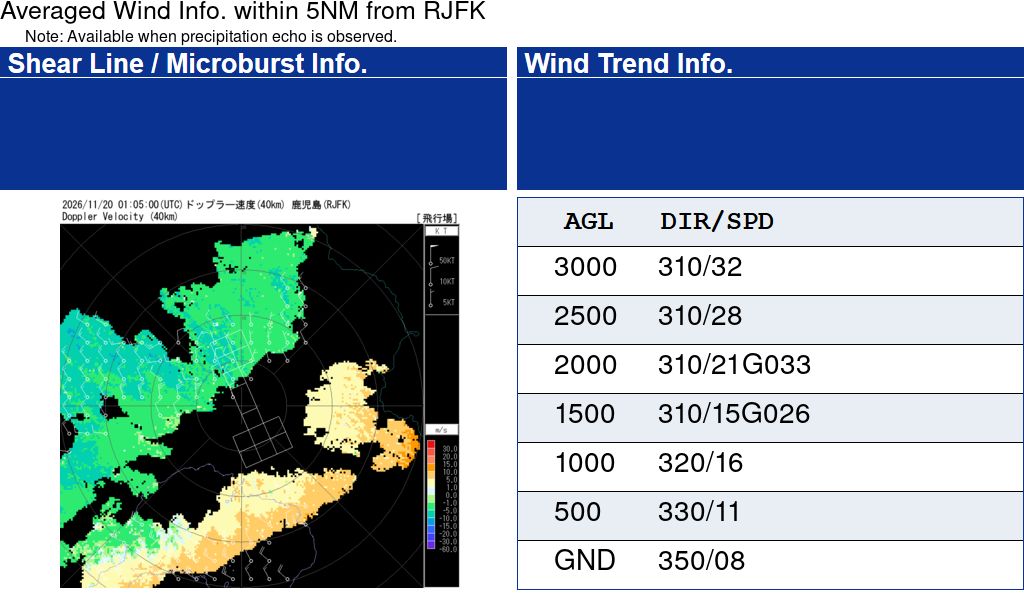 Averaged Wind Info. within 5NM from RJFK
Note: Available when precipitation echo is observed.
Shear Line / Microburst Info.
Wind Trend Info.
2026/11/20 01:05:00(UTC) ドップラー速度(40km) 鹿児島(RJFK)
Doppler Velocity (40km)
[飛行場]
K T
50KT
10KT
5KT
m/s
30.0
20.0
15.0
10.0
5.0
1.0
0.0
-1.0
-5.0
-10.0
-15.0
-20.0
-30.0
-60.0
AGL DIR/SPD
3000 310/32
2500 310/28
2000 310/21G033
1500 310/15G026
1000 320/16
500 330/11
GND 350/08